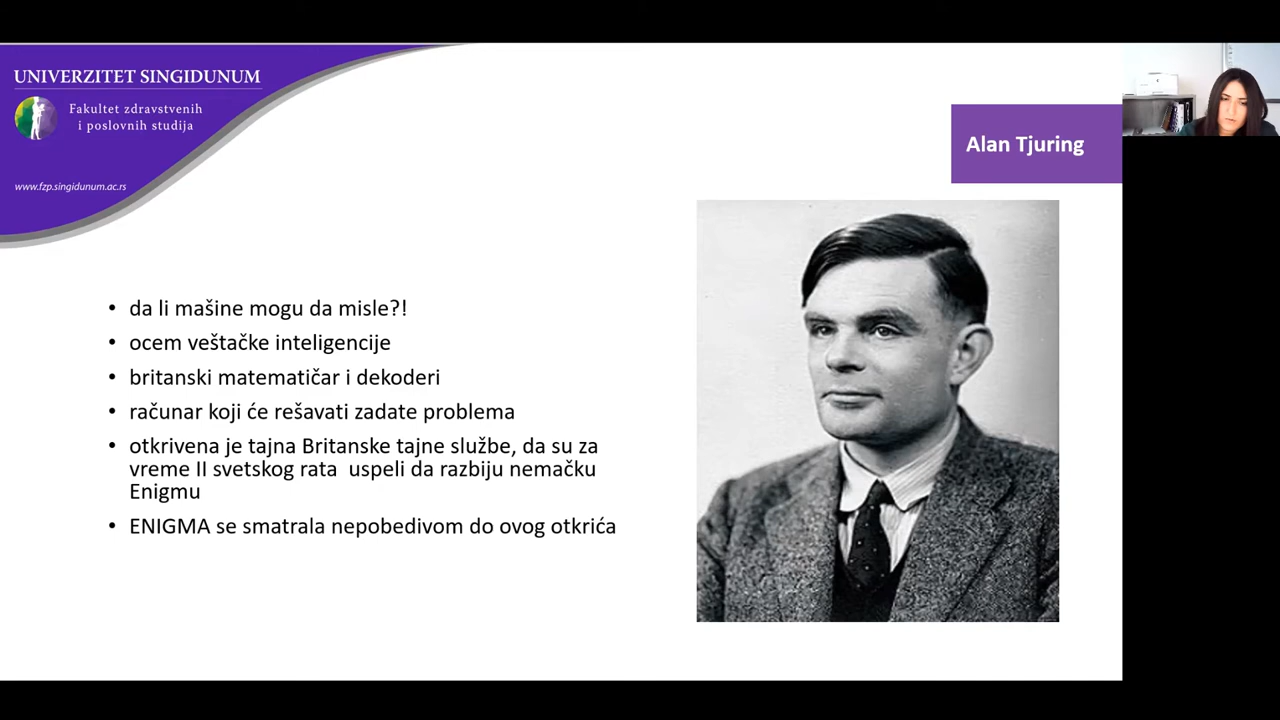 UNIVERZITET SINGIDUNUM
Fakultet zdravstvenih
i poslovnih studija
www.fzp.singidunum.ac.rs
Alan Tjuring
• da li mašine mogu da misle?!
• ocem veštačke inteligencije
• britanski matematičar i dekoderi
• računar koji će rešavati zadate problema
• otkrivena je tajna Britanske tajne službe, da su za
vreme II svetskog rata uspeli da razbiju nemačku
Enigmu
• ENIGMA se smatrala nepobedivom do ovog otkrića